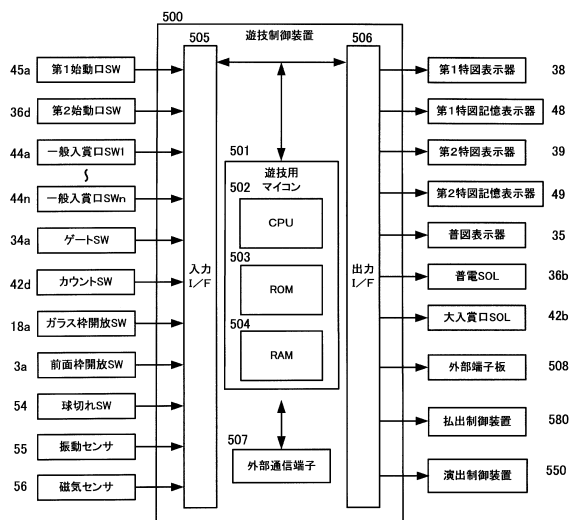 500
505
遊技制御装置
506
45a
第1始動口SW
36d
第2始動口SW
44a
一般入賞口SW1
44n
一般入賞口SWn
34a
ゲートSW
42d
カウントSW
18a
ガラス枠開放SW
3a
前面枠開放SW
54
球切れSW
55
振動センサ
56
磁気センサ
入力
I/F
501
遊技用
マイコン
502
CPU
503
ROM
504
RAM
507
外部通信端子
出力
I/F
第1特図表示器
38
第1特図記憶表示器
48
第2特図表示器
39
第2特図記憶表示器
49
普図表示器
35
普電SOL
36b
大入賞口SOL
42b
外部端子板
508
払出制御装置
580
演出制御装置
550